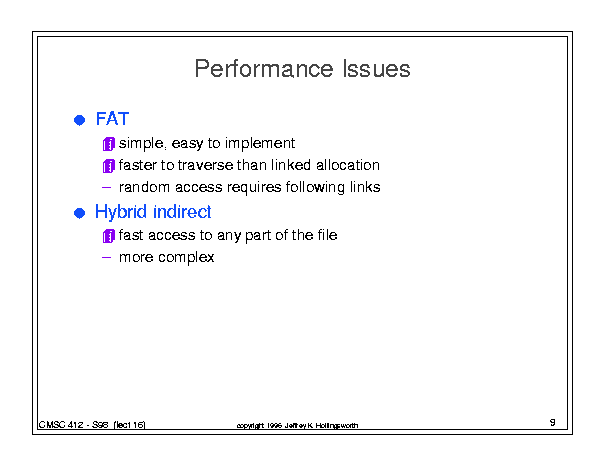 Performance Issues
FAT
simple, easy to implement
faster to traverse than linked allocation
– random access requires following links
Hybrid indirect
fast access to any part of the file
– more complex
CMSC 412 - S98 (lect 16)
copyright 1996 Jeffrey K. Hollingsworth
9